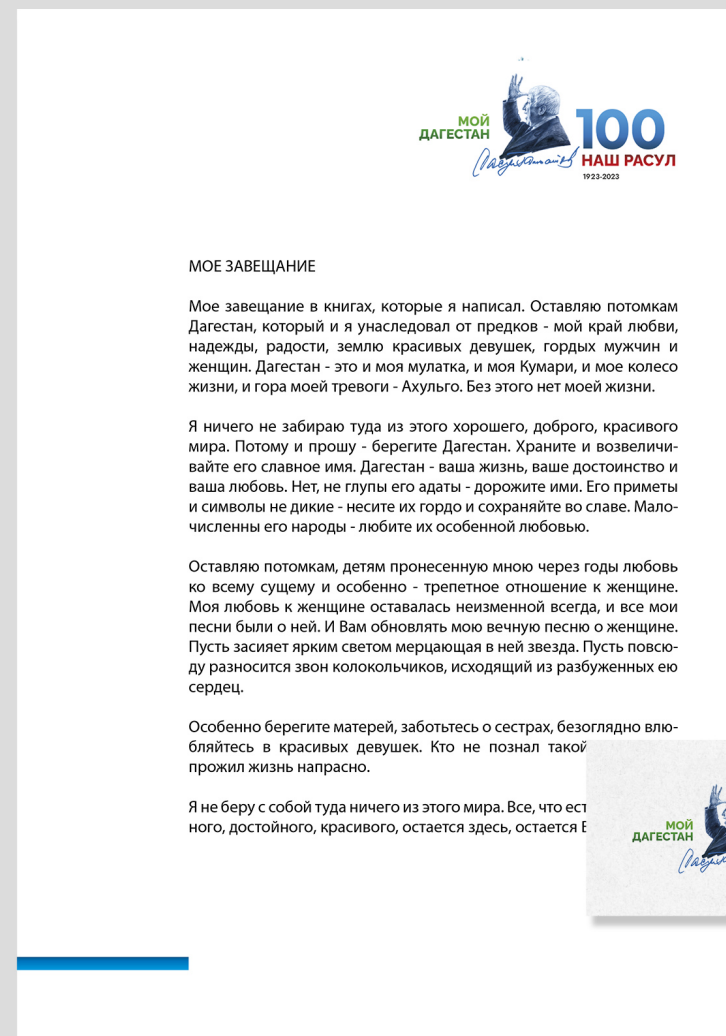 МОЙ
ДАГЕСТАН
100
НАШ РАСУЛ
1923-2023
МОЕ ЗАВЕЩАНИЕ
Мое завещание в книгах, которые я написал. Оставляю потомкам
Дагестан, который и я унаследовал от предков - мой край любви,
надежды, радости, землю красивых девушек, гордых мужчин и
женщин. Дагестан - это и моя мулатка, и моя Кумари, и мое колесо
жизни, и гора моей тревоги - Ахульго. Без этого нет моей жизни.
Я ничего не забираю туда из этого хорошего, доброго, красивого
мира. Потому и прошу - берегите Дагестан. Храните и возвеличи-
вайте его славное имя. Дагестан - ваша жизнь, ваше достоинство и
ваша любовь. Нет, не глупы его адаты - дорожите ими. Его приметы
и символы не дикие - несите их гордо и сохраняйте во славе. Мало-
численны его народы - любите их особенной любовью.
Оставляю потомкам, детям пронесенную мною через годы любовь
ко всему сущему и особенно - трепетное отношение к женщине.
Моя любовь к женщине оставалась неизменной всегда, и все мои
песни были о ней. И Вам обновлять мою вечную песню о женщине.
Пусть засияет ярким светом мерцающая в ней звезда. Пусть повсю-
ду разносится звон колокольчиков, исходящий из разбуженных ею
сердец.
Особенно берегите матерей, заботьтесь о сестрах, безоглядно влю-
бляйтесь в красивых девушек. Кто не познал такой
прожил жизнь напрасно.
Я не беру с собой туда ничего из этого мира. Все, что ест
ного, достойного, красивого, остается здесь, остается
МОЙ
ДАГЕСТАН